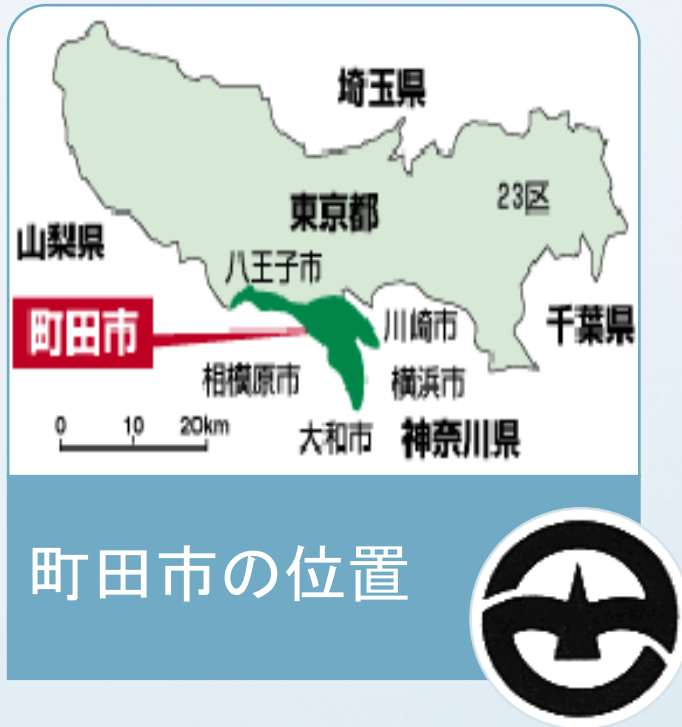 埼玉県
23区
東京都
山梨県
八王子市
町田市
川崎市
千葉県
相模原市
横浜市
0 10 20km
大和市
神奈川県
町田市の位置